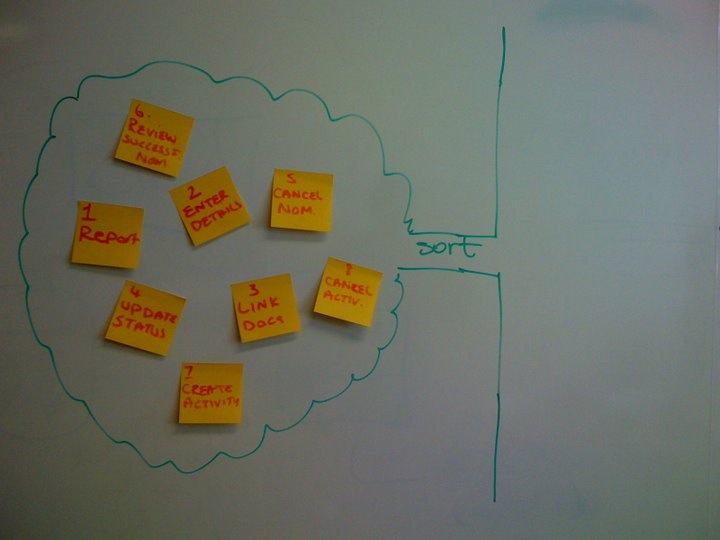 6.
REVIEW
SUCCESSF.
NOM
2
ENTER
DETAILS
5
CANCEL
NOM.
1
Report
sort
4
UPDATE
STATUS
3
LINK
DOCS
8
CANCEL
ACTIV.
7
CREATE
ACTIVITY